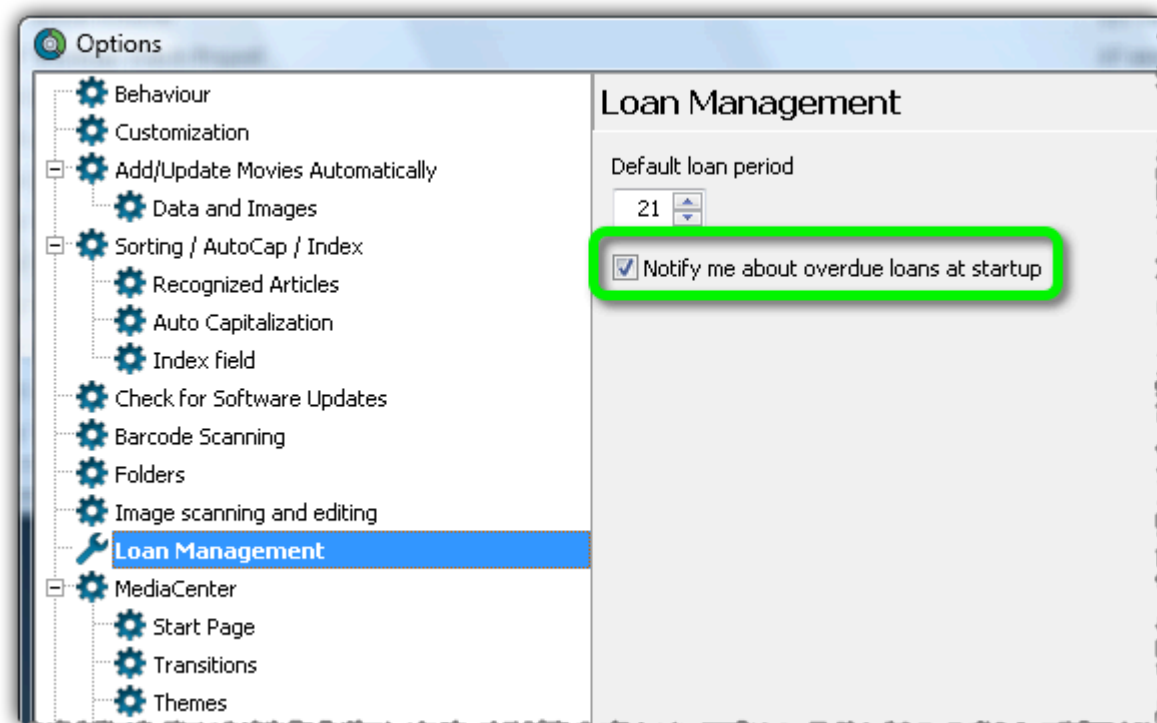 Options
Behaviour
Customization
Add/Update Movies Automatically
Data and Images
Sorting / AutoCap / Index
Recognized Articles
Auto Capitalization
Index field
Check for Software Updates
Barcode Scanning
Folders
Image scanning and editing
Loan Management
MediaCenter
Start Page
Transitions
Themes
Loan Management
Default loan period
21
Notify me about overdue loans at startup